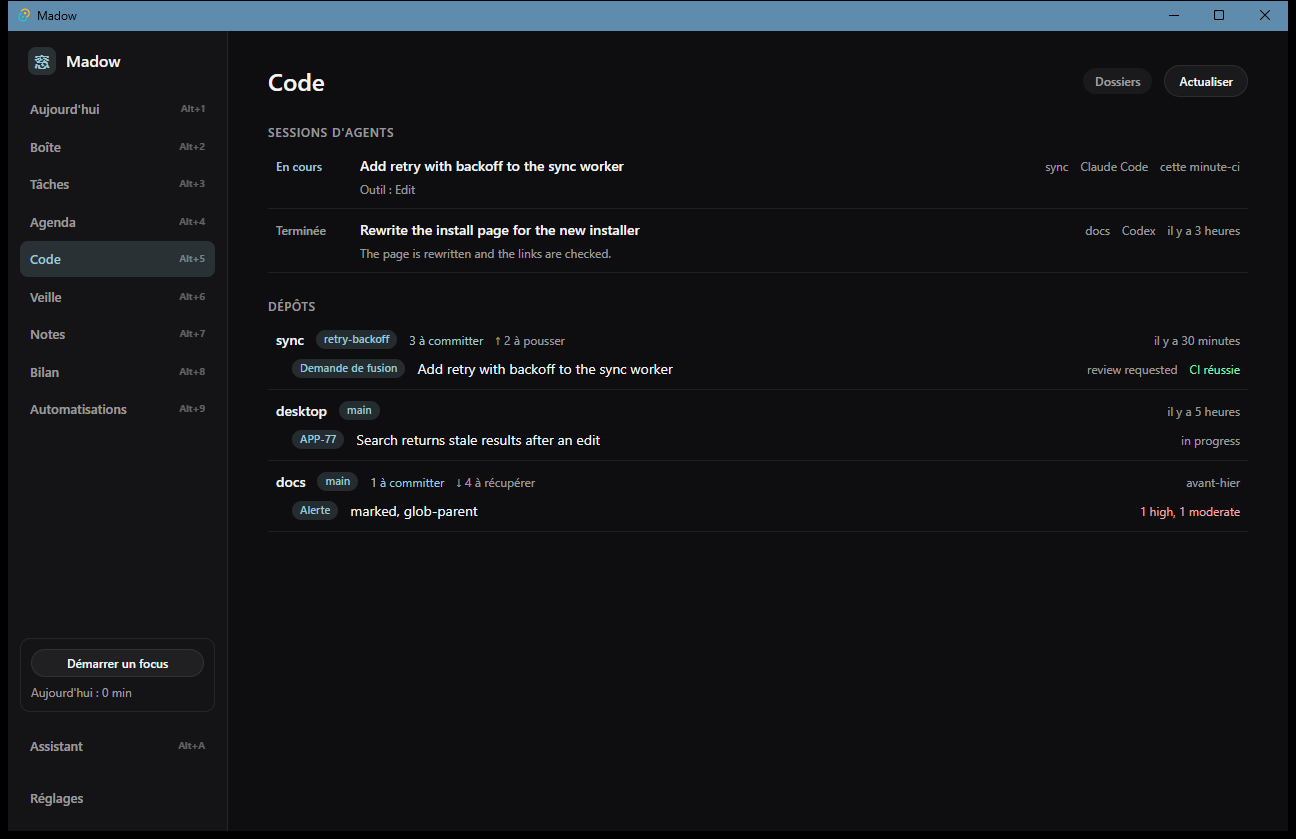 Madow
窓
Madow
Aujourd'hui Alt+1
Boîte Alt+2
Tâches Alt+3
Agenda Alt+4
Code Alt+5
Veille Alt+6
Notes Alt+7
Bilan Alt+8
Automatisations Alt+9
Démarrer un focus
Aujourd'hui : 0 min
Assistant Alt+A
Réglages
Code
Dossiers Actualiser
SESSIONS D'AGENTS
En cours Add retry with backoff to the sync worker sync Claude Code cette minute-ci
Outil : Edit
Terminée Rewrite the install page for the new installer docs Codex il y a 3 heures
The page is rewritten and the links are checked.
DÉPÔTS
sync retry-backoff 3 à committer ↑ 2 à pousser il y a 30 minutes
Demande de fusion Add retry with backoff to the sync worker review requested CI réussie
desktop main il y a 5 heures
APP-77 Search returns stale results after an edit in progress
docs main 1 à committer ↓ 4 à récupérer avant-hier
Alerte marked, glob-parent 1 high, 1 moderate